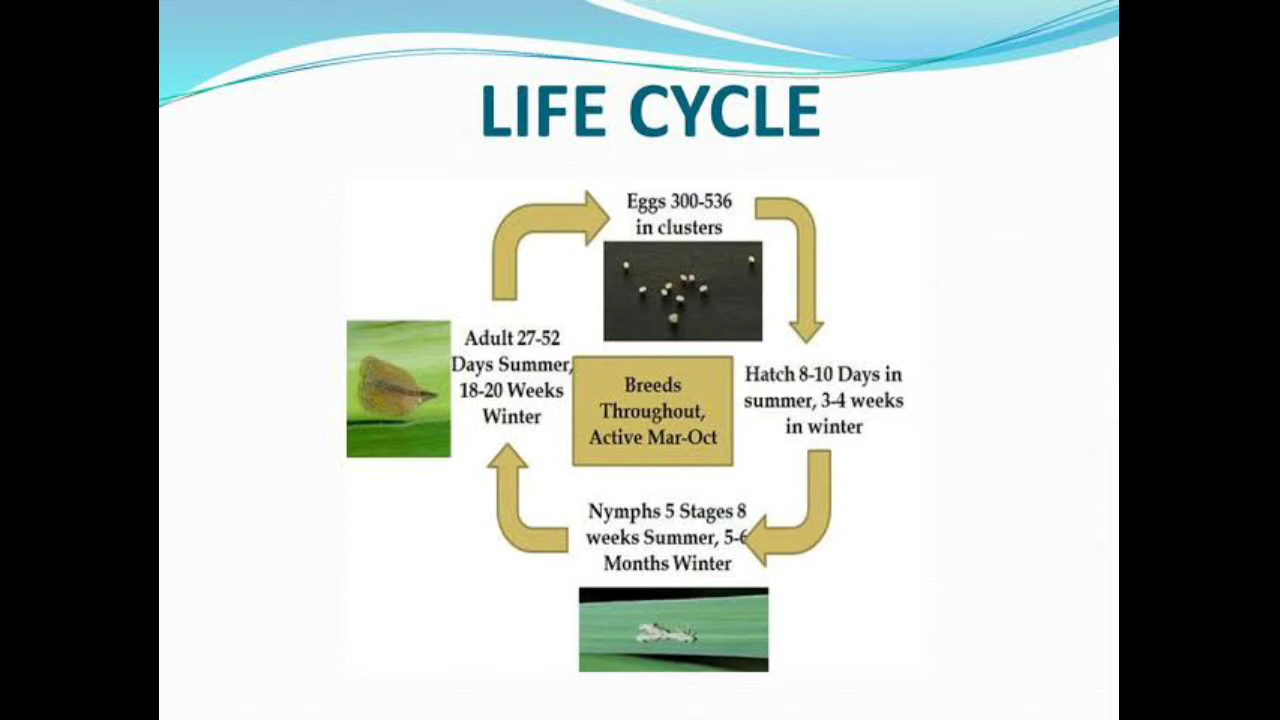 LIFE CYCLE
Eggs 300-536
in clusters
Hatch 8-10 Days in
summer, 3-4 weeks
in winter
Nymphs 5 Stages 8
weeks Summer, 5-6
Months Winter
Adult 27-52
Days Summer,
18-20 Weeks
Winter
Breeds
Throughout,
Active Mar-Oct